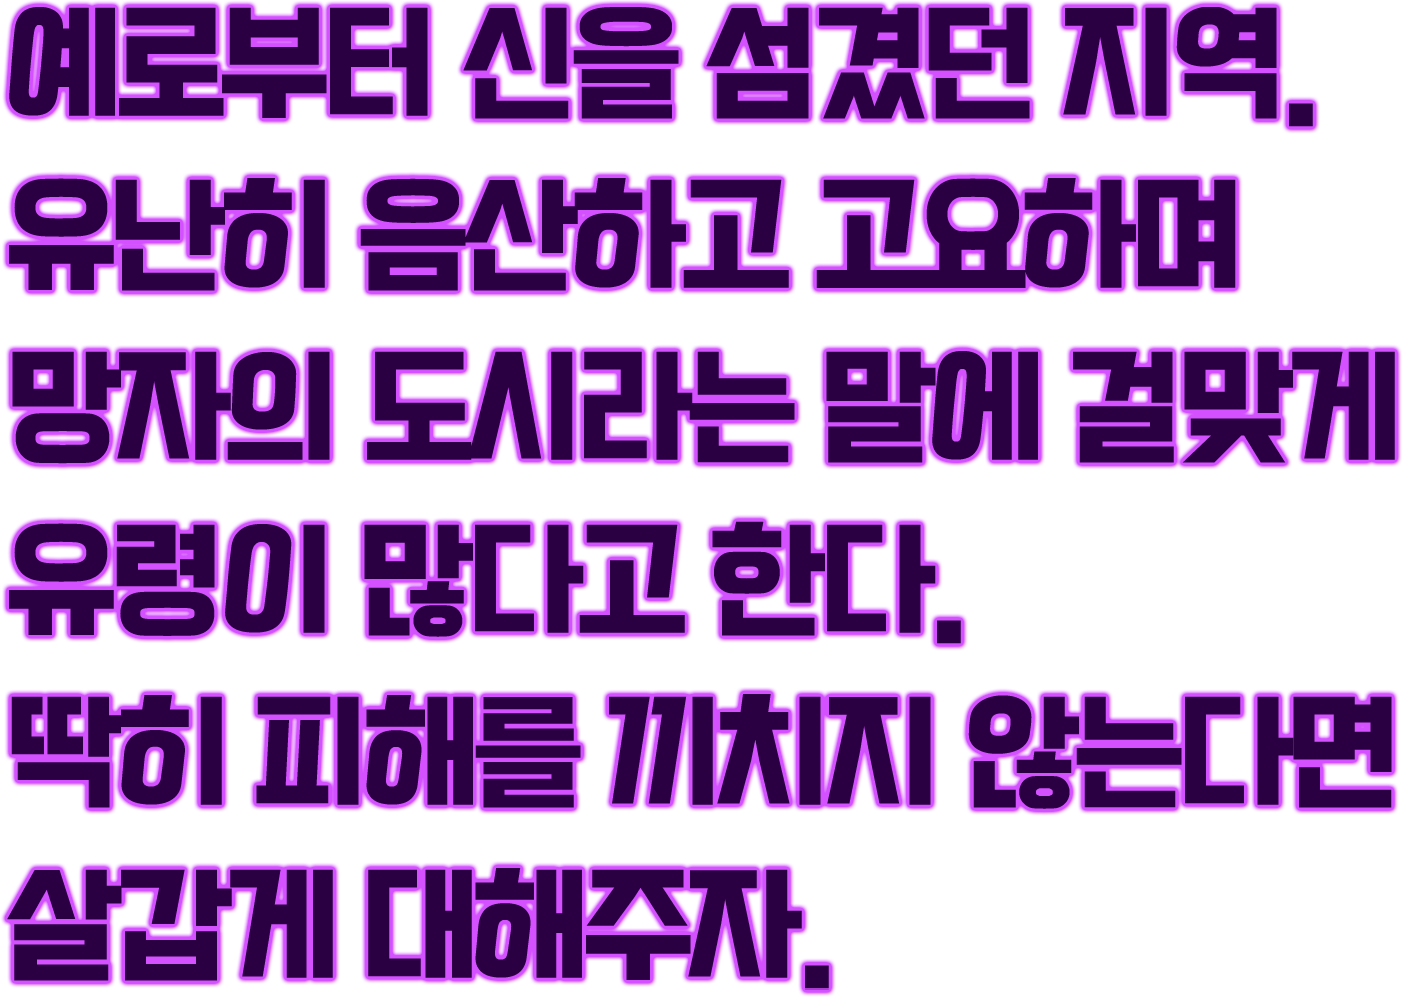 예로부터 신을 섬겼던 지역.
유난히 음산하고 고요하며
망자의 도시라는 말에 걸맞게
유령이 많다고 한다.
딱히 피해를 끼치지 않는다면
살갑게 대해주자.